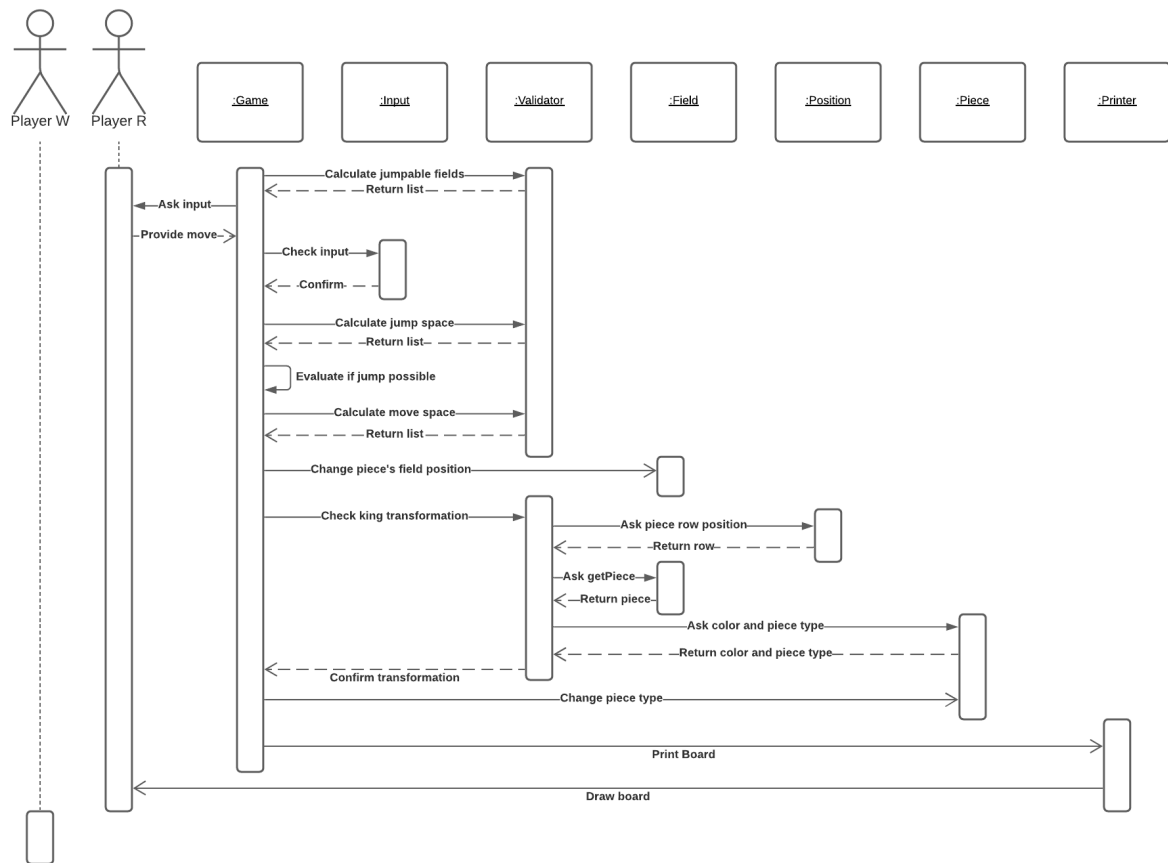 Player W
Player R
:Game
:Input
:Validator
:Field
:Position
:Piece
:Printer
Calculate jumpable fields
Return list
Ask input
Provide move
Check input
Confirm
Calculate jump space
Return list
Evaluate if jump possible
Calculate move space
Return list
Change piece's field position
Check king transformation
Ask piece row position
Return row
Ask getPiece
Return piece
Ask color and piece type
Return color and piece type
Confirm transformation
Change piece type
Print Board
Draw board